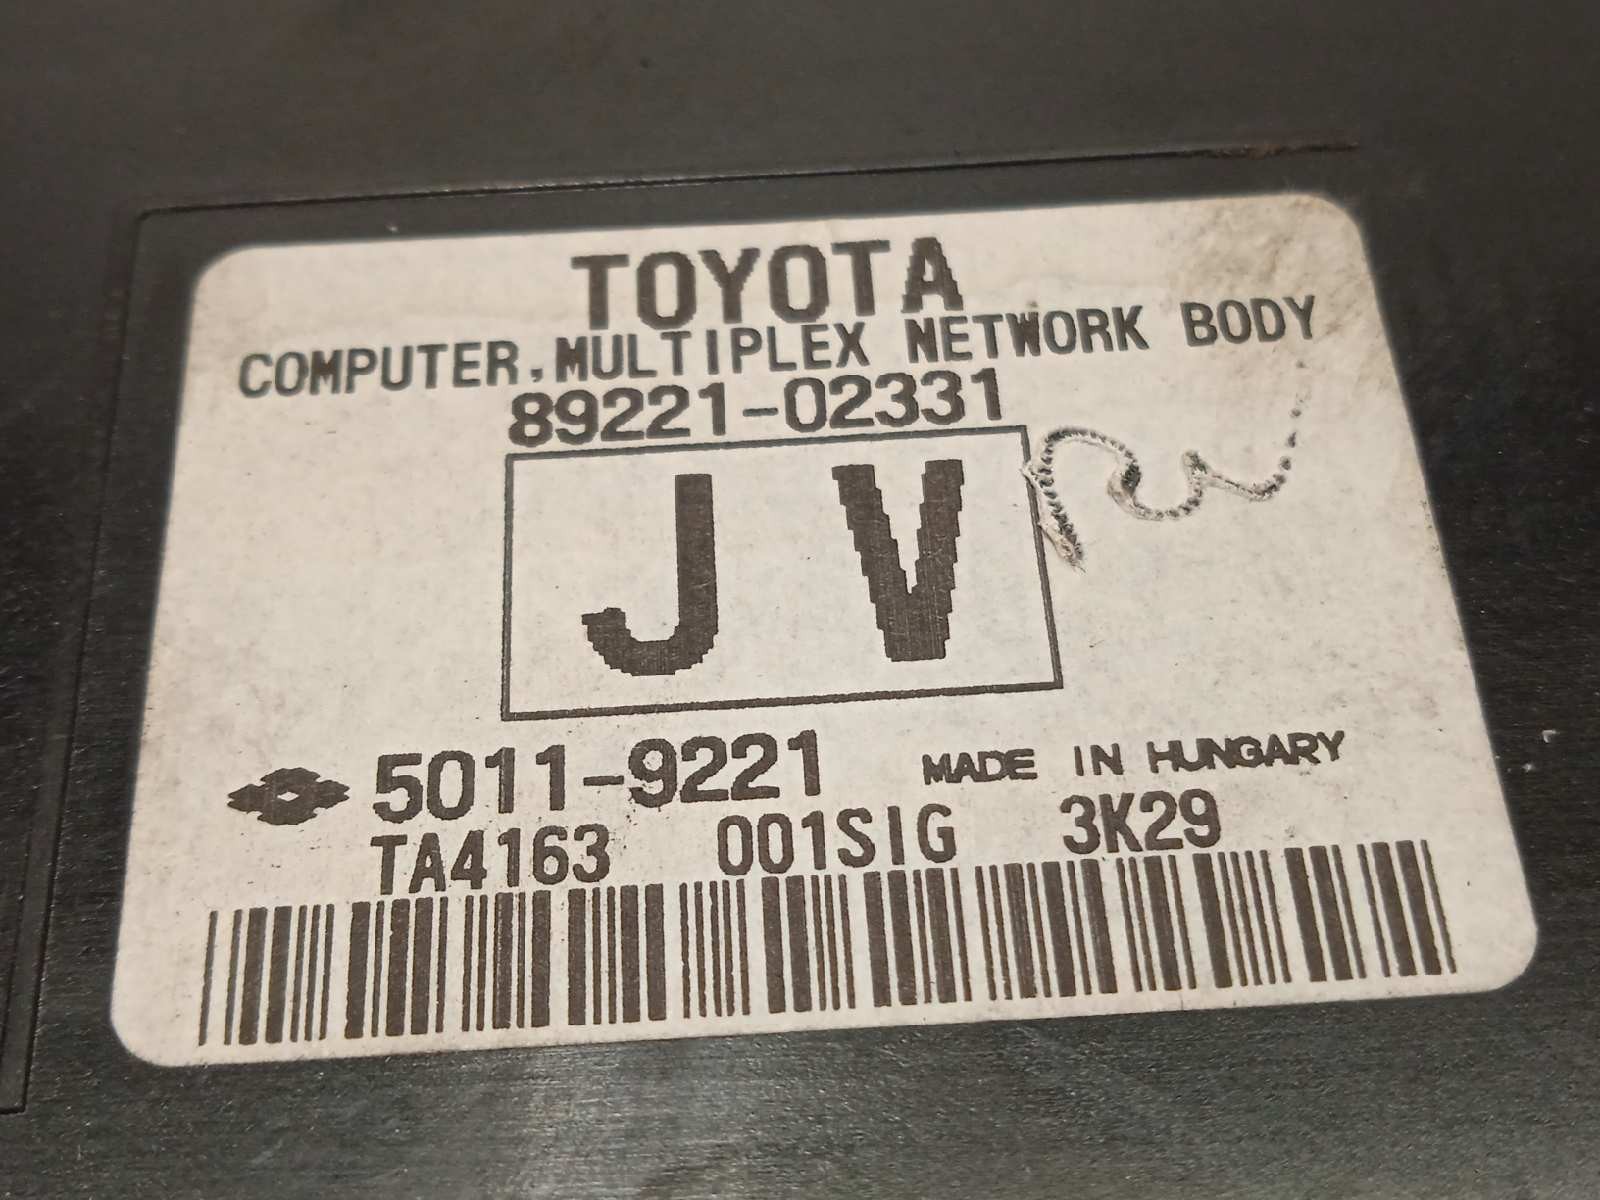 TOYOTA
COMPUTER,MULTIPLEX NETWORK BODY
89221-02331
JV
5011-9221 MADE IN HUNGARY
TA4163 001SIG 3K29